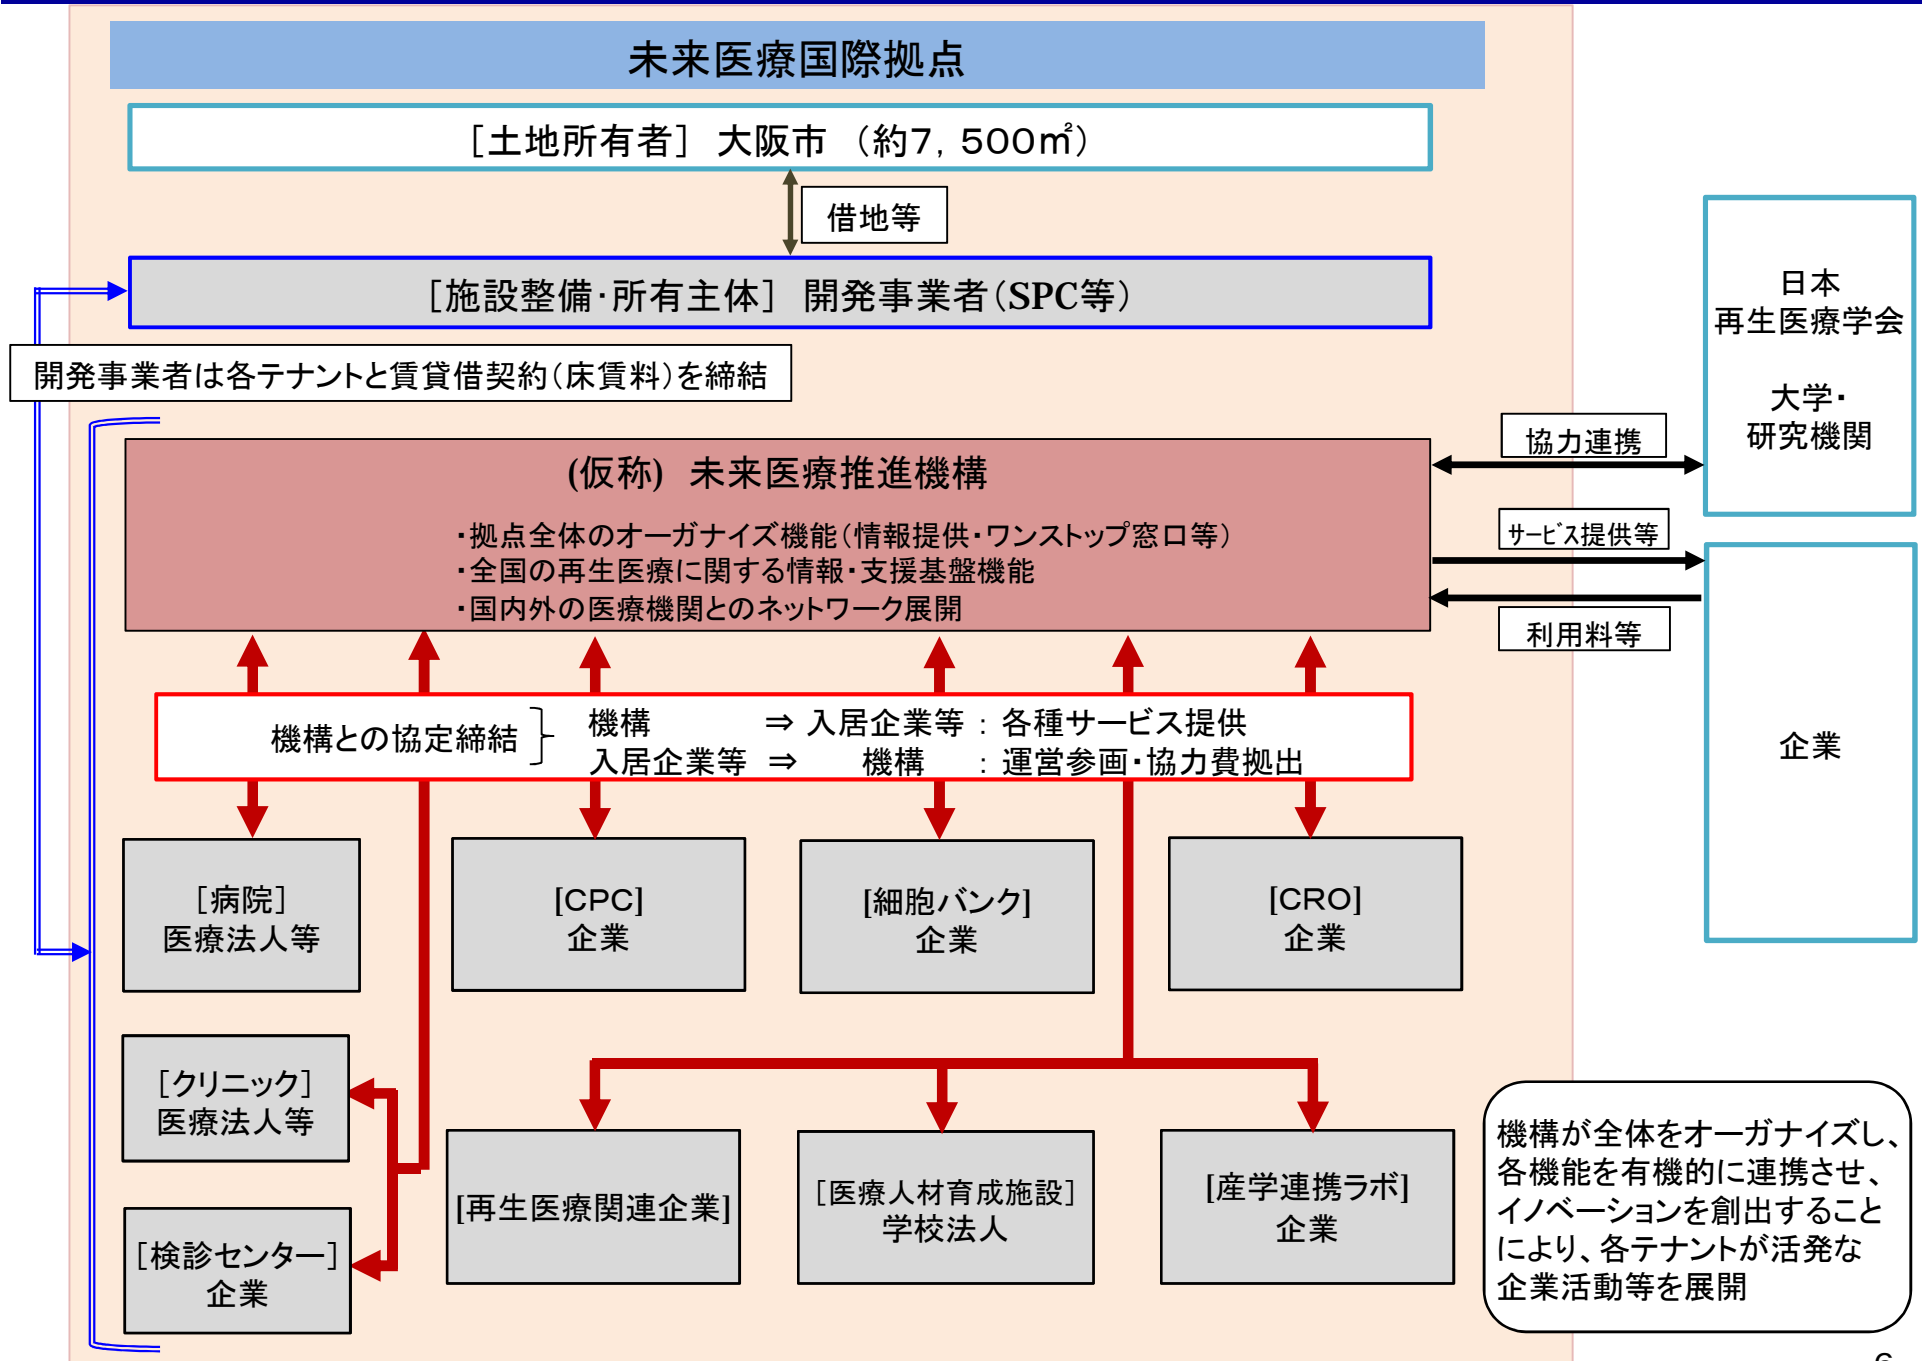 未来医療国際拠点
［土地所有者］ 大阪市 （約7，500㎡）
借地等
［施設整備・所有主体］ 開発事業者（SPC等）
開発事業者は各テナントと賃貸借契約（床賃料）を締結
日本
再生医療学会
大学・
研究機関
協力連携
(仮称) 未来医療推進機構
・拠点全体のオーガナイズ機能（情報提供・ワンストップ窓口等）
・全国の再生医療に関する情報・支援基盤機能
・国内外の医療機関とのネットワーク展開
サービス提供等
利用料等
企業
機構との協定締結
機構 ⇒ 入居企業等 ： 各種サービス提供
入居企業等 ⇒ 機構 ： 運営参画・協力費拠出
［病院］
医療法人等
[CPC]
企業
[細胞バンク]
企業
[CRO]
企業
［クリニック］
医療法人等
［検診センター］
企業
[再生医療関連企業]
［医療人材育成施設］
学校法人
[産学連携ラボ]
企業
機構が全体をオーガナイズし、
各機能を有機的に連携させ、
イノベーションを創出すること
により、各テナントが活発な
企業活動等を展開